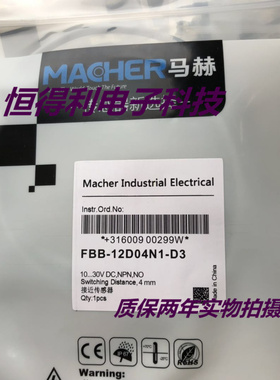 MACHER马赫
恒得利电子科技
Macher Industrial Electrical
Instr.Ord.No:
*+316009 00299W*
FBB-12D04N1-D3
10...30V DC,NPN,NO
Switching Distance, 4 mm
接近传感器
Qty:1pcs
Made in China
质保两年实物拍摄
CE
RoHS